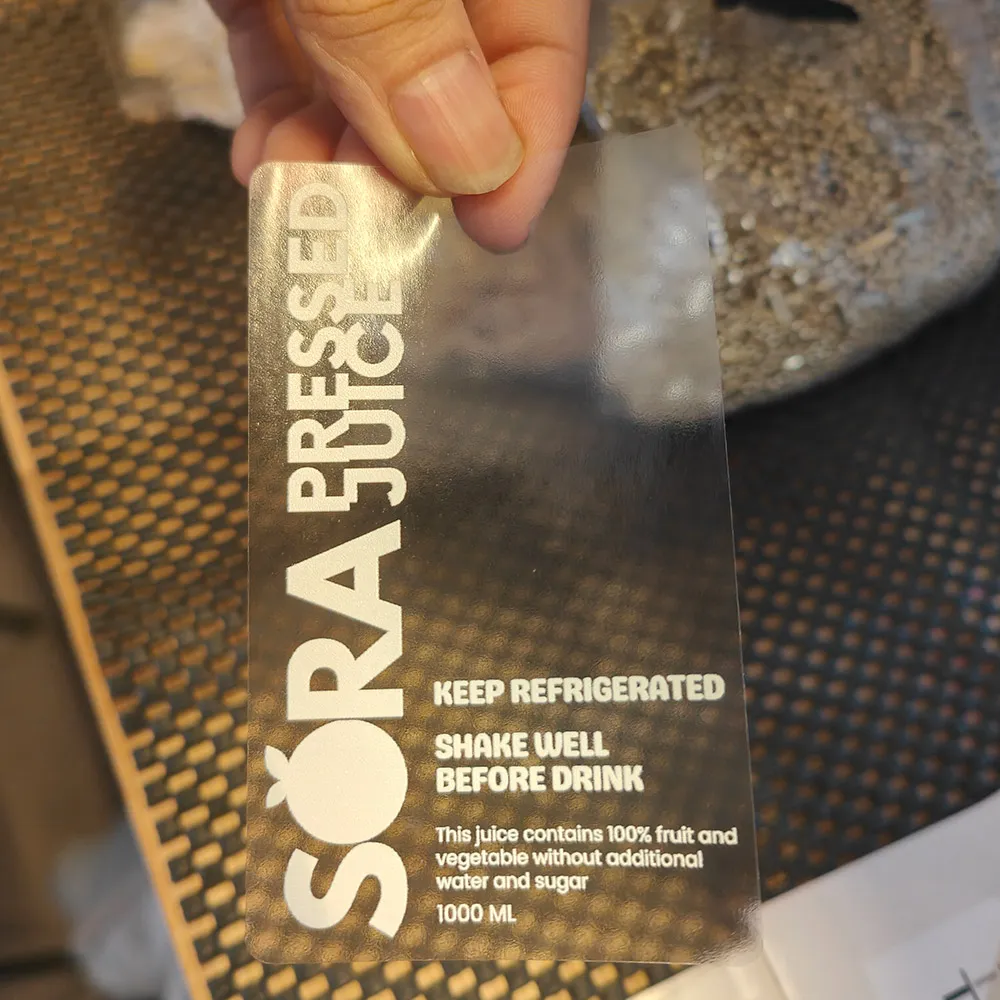 SORA
PRESSED
JUICE
KEEP REFRIGERATED
SHAKE WELL
BEFORE DRINK
This juice contains 100% fruit and
vegetable without additional
water and sugar
1000 ML